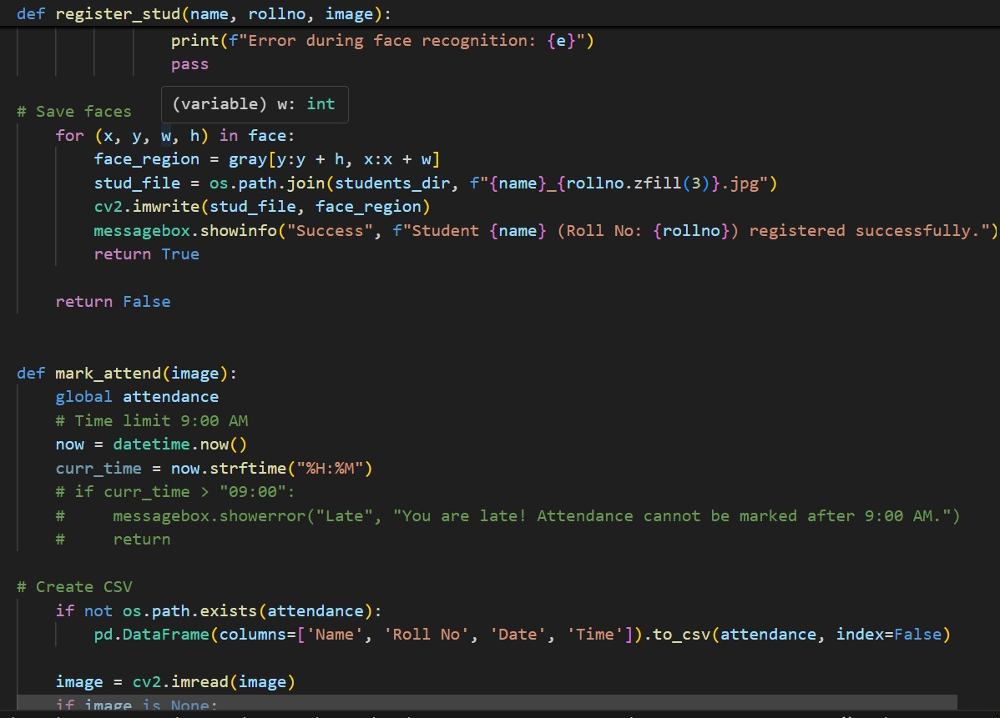 def register_stud(name, rollno, image):
print(f"Error during face recognition: {e}")
pass
(variable) w: int
# Save faces
for (x, y, w, h) in face:
face_region = gray[y:y + h, x:x + w]
stud_file = os.path.join(students_dir, f"{name}_{rollno.zfill(3)}.jpg")
cv2.imwrite(stud_file, face_region)
messagebox.showinfo("Success", f"Student {name} (Roll No: {rollno}) registered successfully.")
return True
return False
def mark_attend(image):
global attendance
# Time limit 9:00 AM
now = datetime.now()
curr_time = now.strftime("%H:%M")
# if curr_time > "09:00":
#     messagebox.showerror("Late", "You are late! Attendance cannot be marked after 9:00 AM.")
#     return
# Create CSV
if not os.path.exists(attendance):
pd.DataFrame(columns=['Name', 'Roll No', 'Date', 'Time']).to_csv(attendance, index=False)
image = cv2.imread(image)
if image is None: